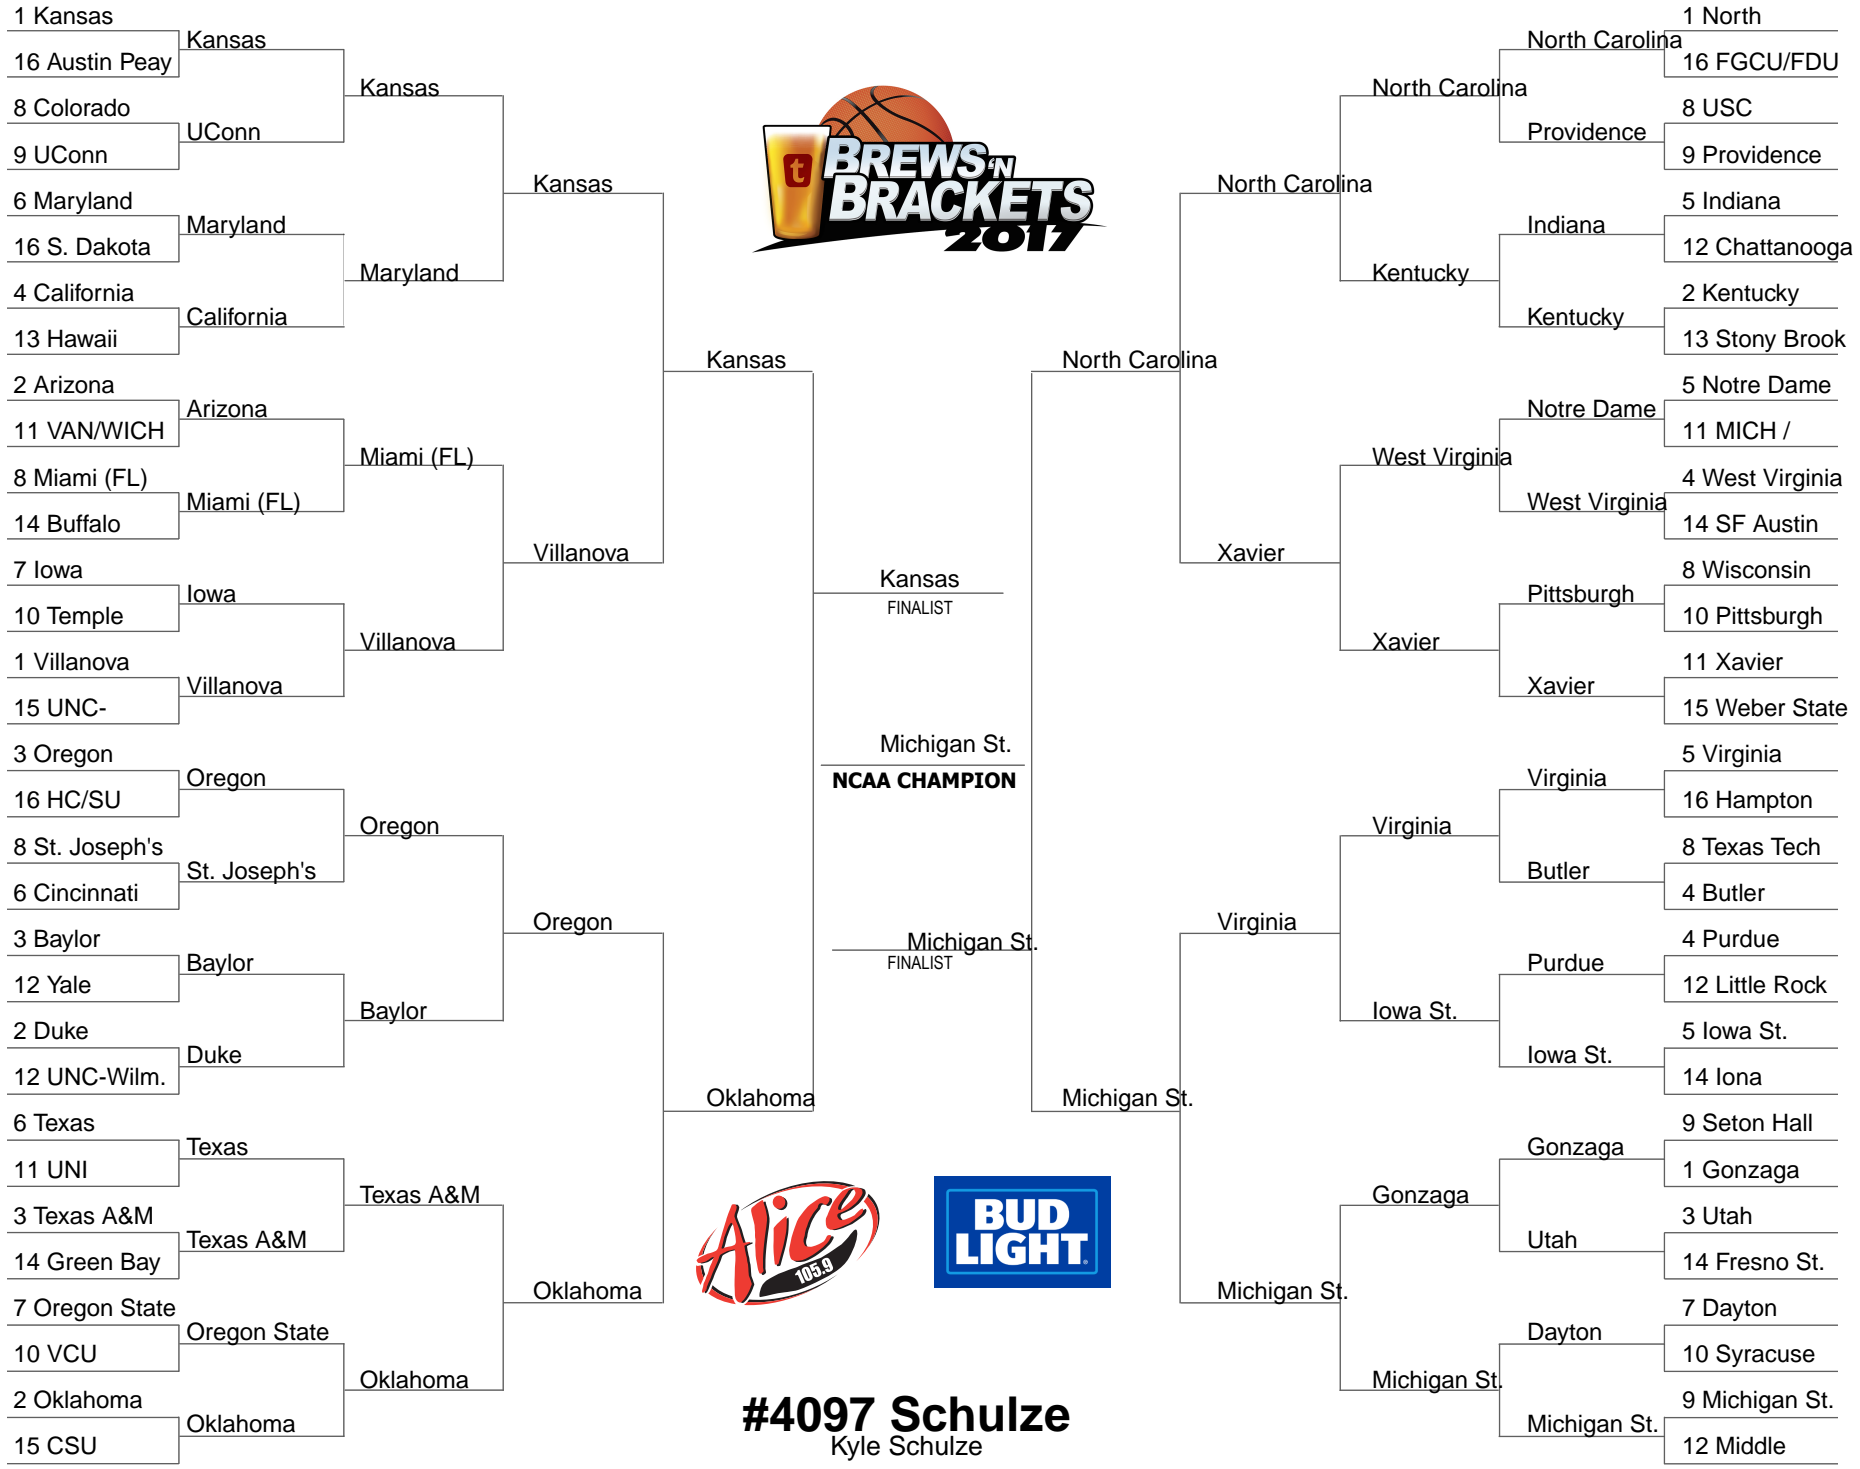 1 Kansas
16 Austin Peay
8 Colorado
9 UConn
6 Maryland
16 S. Dakota
4 California
13 Hawaii
2 Arizona
11 VAN/WICH
8 Miami (FL)
14 Buffalo
7 Iowa
10 Temple
1 Villanova
15 UNC-
3 Oregon
16 HC/SU
8 St. Joseph's
6 Cincinnati
3 Baylor
12 Yale
2 Duke
12 UNC-Wilm.
6 Texas
11 UNI
3 Texas A&M
14 Green Bay
7 Oregon State
10 VCU
2 Oklahoma
15 CSU
Kansas
UConn
Maryland
California
Arizona
Miami (FL)
Iowa
Villanova
Oregon
St. Joseph's
Baylor
Duke
Texas
Texas A&M
Oregon State
Oklahoma
Kansas
Maryland
Miami (FL)
Villanova
Oregon
Baylor
Texas A&M
Oklahoma
Kansas
Villanova
Oregon
Oklahoma
Kansas
Oklahoma
t
BREWS 'N
BRACKETS
2017
Kansas
FINALIST
Michigan St.
NCAA CHAMPION
Michigan St.
FINALIST
Alice
105.9
BUD
LIGHT
#4097 Schulze
Kyle Schulze
North Carolina
Michigan St.
North Carolina
Xavier
Virginia
Michigan St.
North Carolina
Kentucky
West Virginia
Xavier
Virginia
Iowa St.
Gonzaga
Michigan St.
North Carolina
Providence
Indiana
Kentucky
Notre Dame
West Virginia
Pittsburgh
Xavier
Virginia
Butler
Purdue
Iowa St.
Gonzaga
Utah
Dayton
Michigan St.
1 North
16 FGCU/FDU
8 USC
9 Providence
5 Indiana
12 Chattanooga
2 Kentucky
13 Stony Brook
5 Notre Dame
11 MICH /
4 West Virginia
14 SF Austin
8 Wisconsin
10 Pittsburgh
11 Xavier
15 Weber State
5 Virginia
16 Hampton
8 Texas Tech
4 Butler
4 Purdue
12 Little Rock
5 Iowa St.
14 Iona
9 Seton Hall
1 Gonzaga
3 Utah
14 Fresno St.
7 Dayton
10 Syracuse
9 Michigan St.
12 Middle